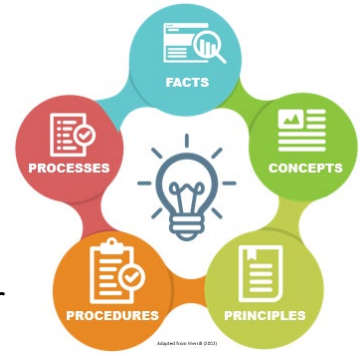 FACTS
PROCESSES
CONCEPTS
PROCEDURES
PRINCIPLES
Adapted from Merrill (2002)